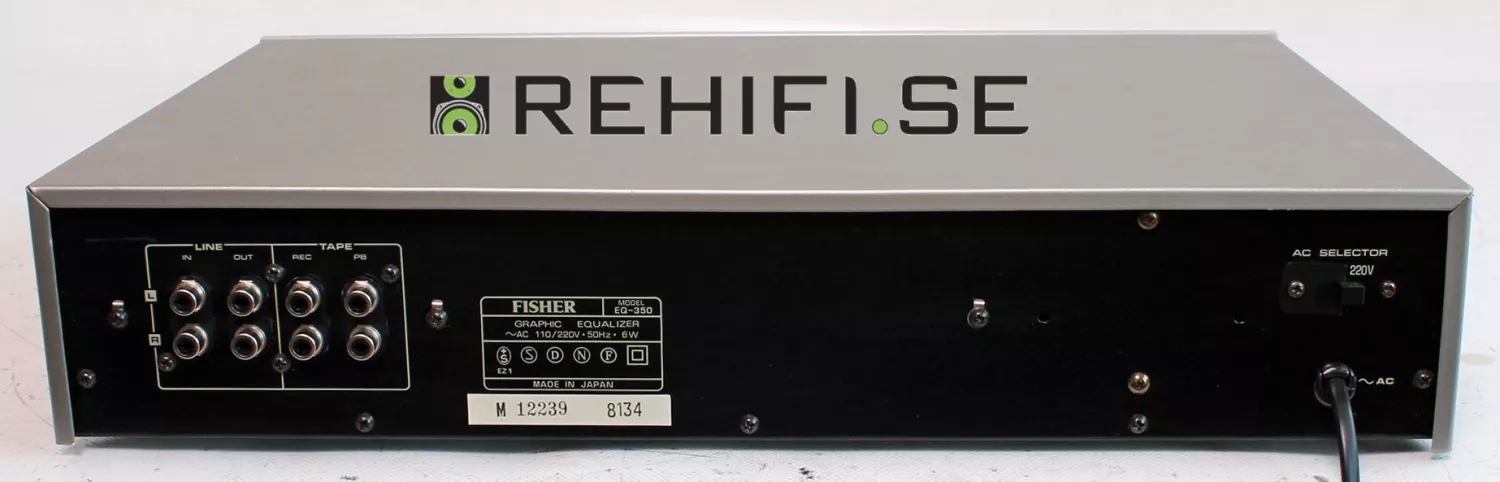 REHIFI.SE
LINE TAPE
IN OUT REC PB
L
R
FISHER MODEL EQ-350
GRAPHIC EQUALIZER
~AC 110/220V・50Hz・6W
S S D N F
EZ1
MADE IN JAPAN
M 12239 8134
AC SELECTOR
220V
~AC